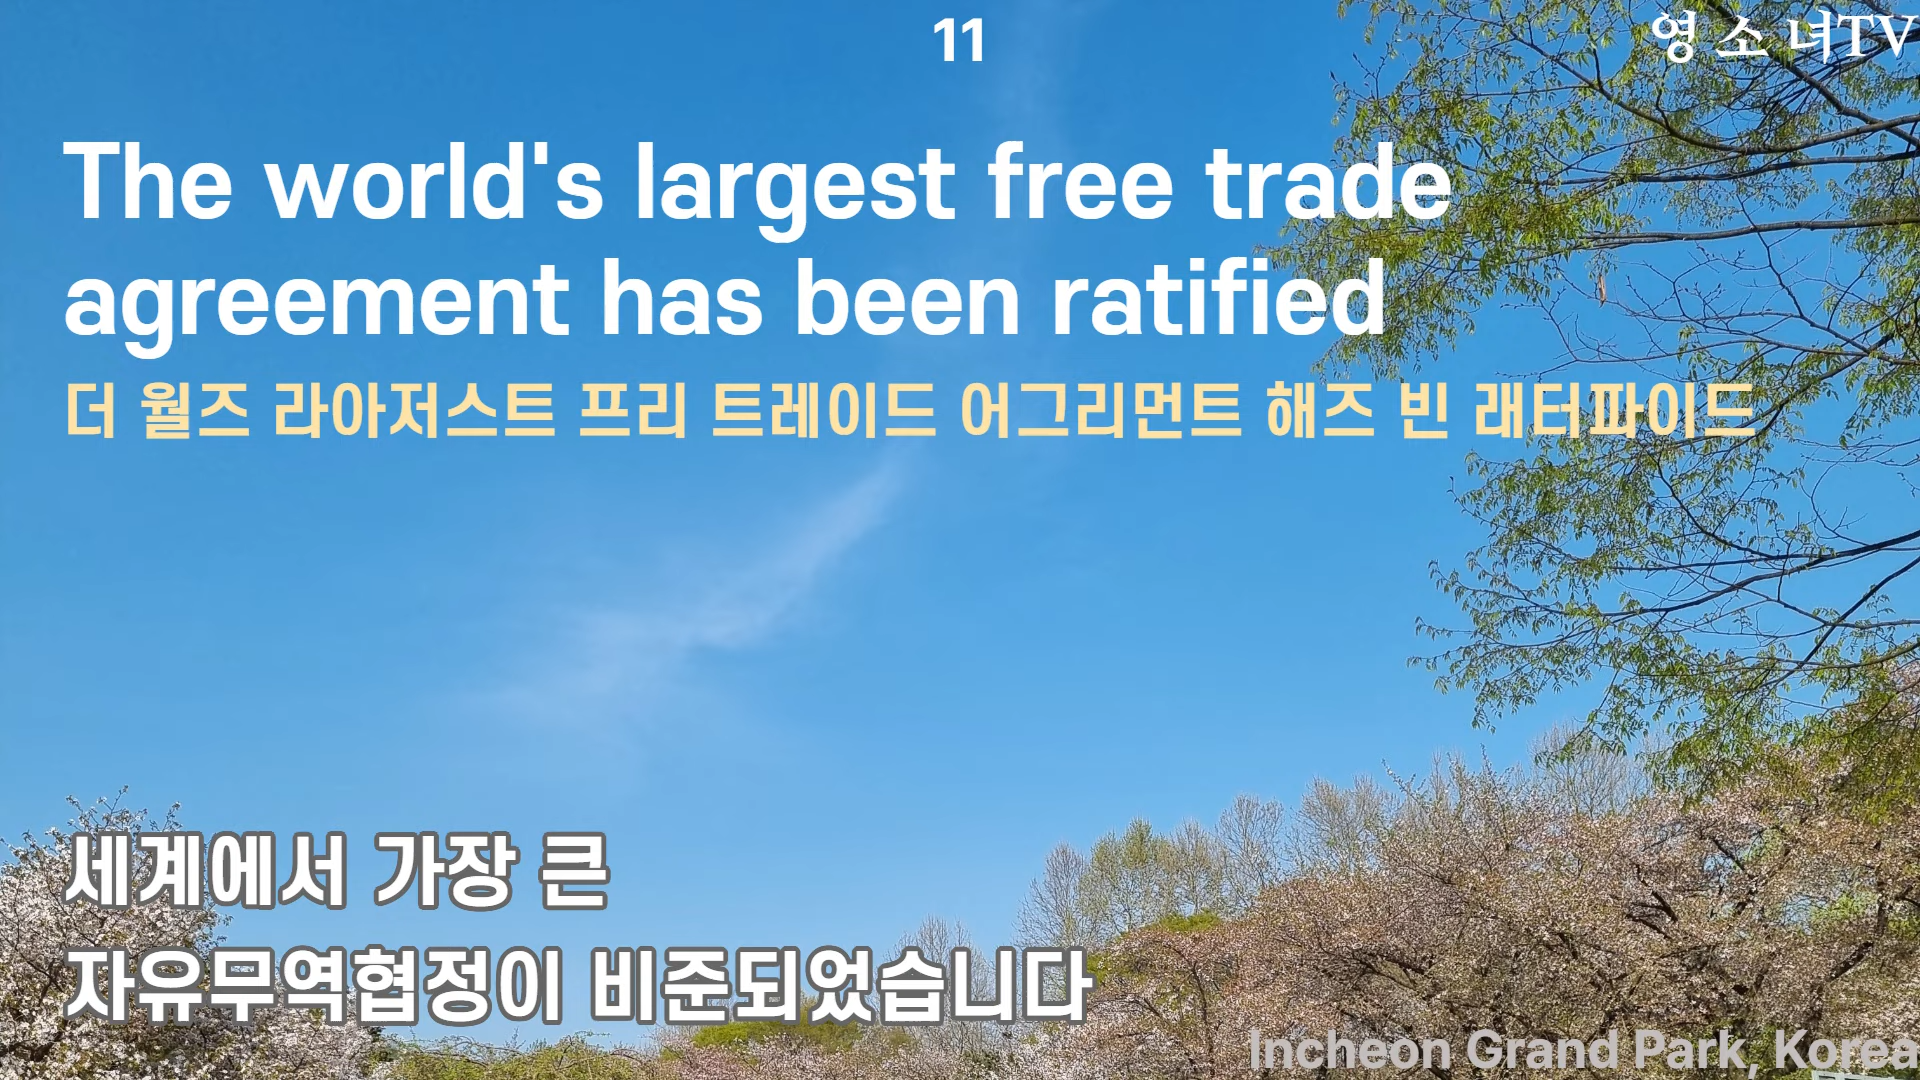 11
영 소 녀TV
The world's largest free trade
agreement has been ratified
더 월즈 라아저스트 프리 트레이드 어그리먼트 해즈 빈 래터파이드
세계에서 가장 큰
자유무역협정이 비준되었습니다
Incheon Grand Park, Korea